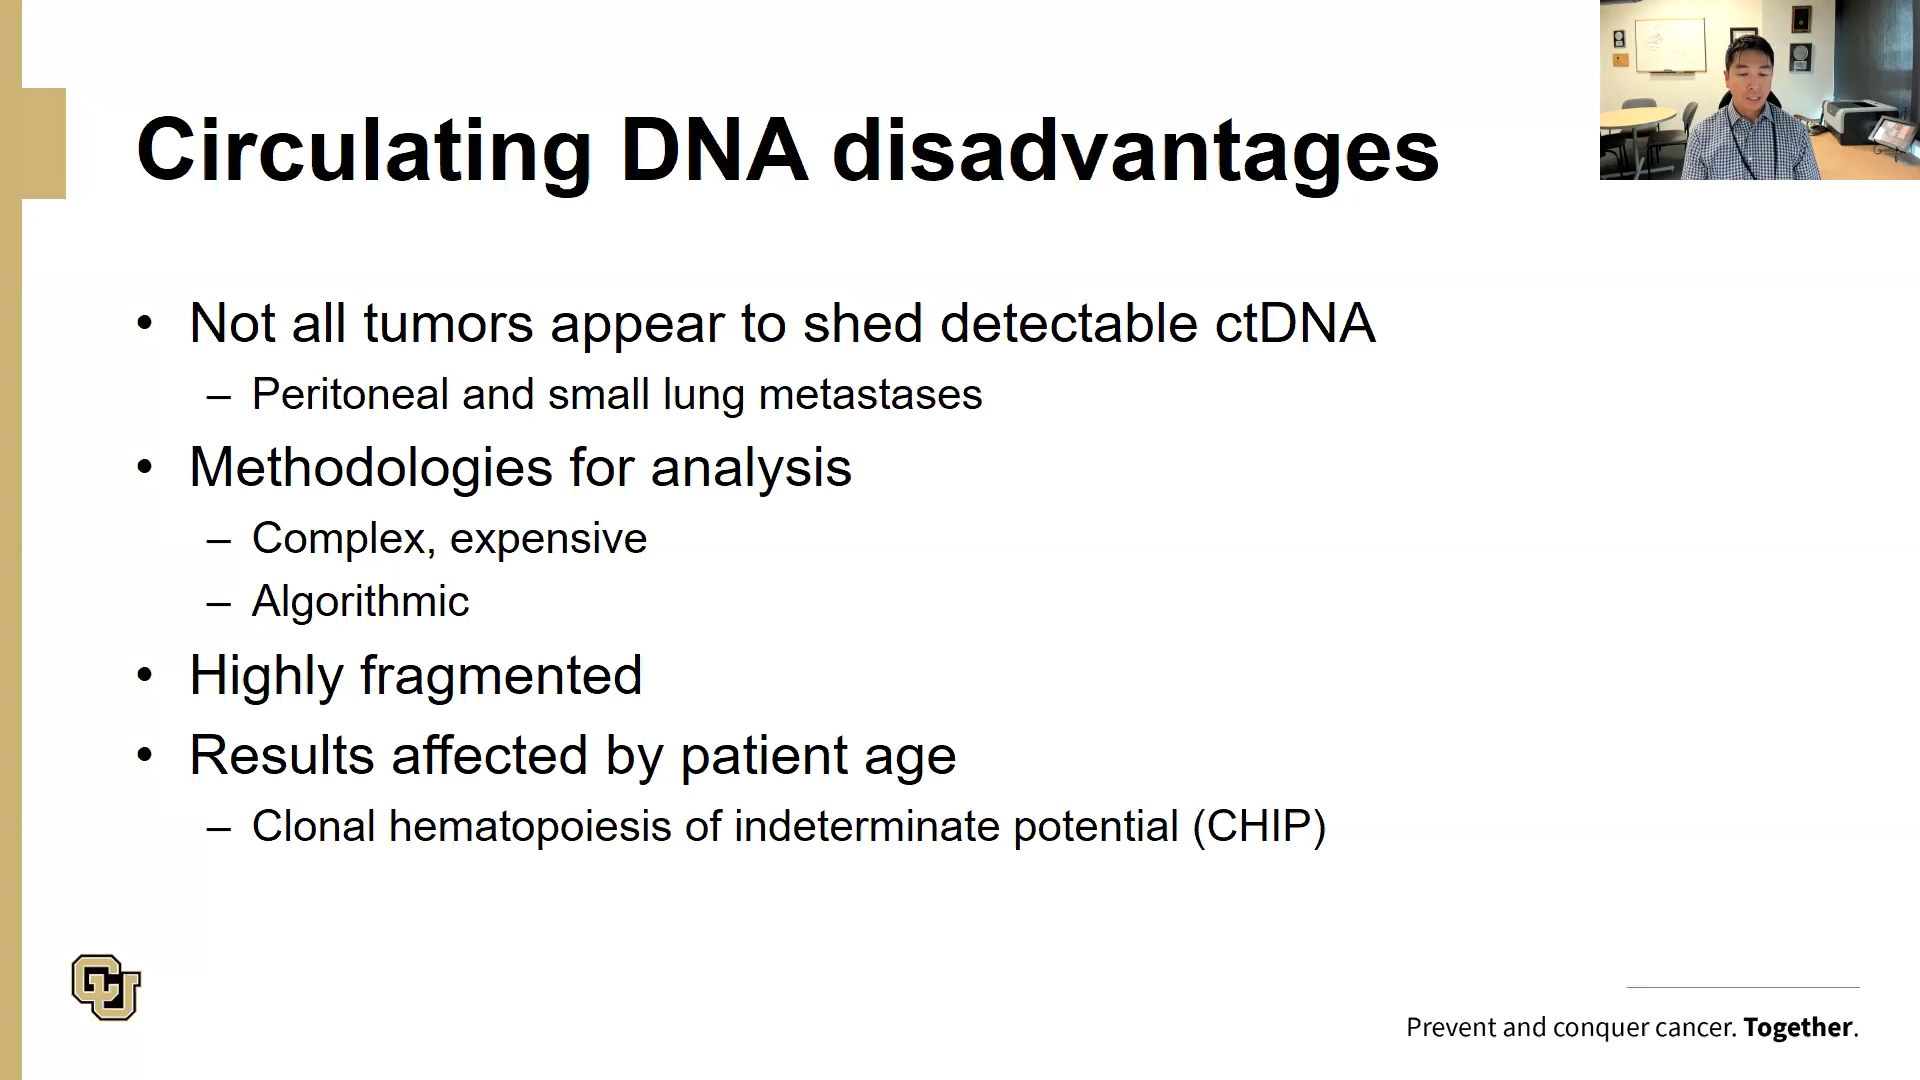 Circulating DNA disadvantages
• Not all tumors appear to shed detectable ctDNA
– Peritoneal and small lung metastases
• Methodologies for analysis
– Complex, expensive
– Algorithmic
• Highly fragmented
• Results affected by patient age
– Clonal hematopoiesis of indeterminate potential (CHIP)
CU
Prevent and conquer cancer. Together.